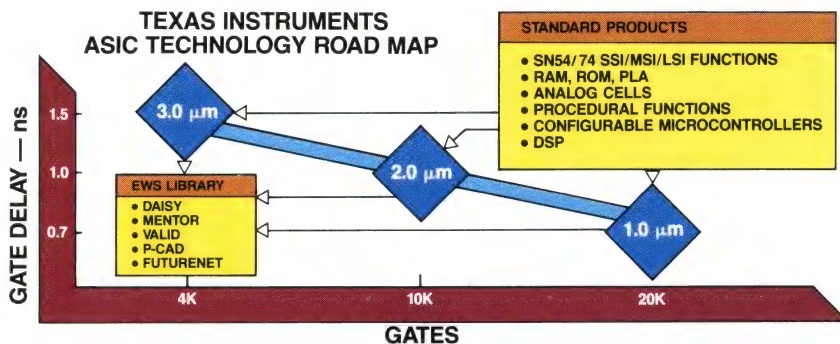 TEXAS INSTRUMENTS
ASIC TECHNOLOGY ROAD MAP
STANDARD PRODUCTS
• SN54/74 SSI/MSI/LSI FUNCTIONS
• RAM, ROM, PLA
• ANALOG CELLS
• PROCEDURAL FUNCTIONS
• CONFIGURABLE MICROCONTROLLERS
• DSP
GATE DELAY — ns
1.5
1.0
0.7
3.0 μm
2.0 μm
1.0 μm
EWS LIBRARY
• DAISY
• MENTOR
• VALID
• P-CAD
• FUTURENET
4K
10K
20K
GATES